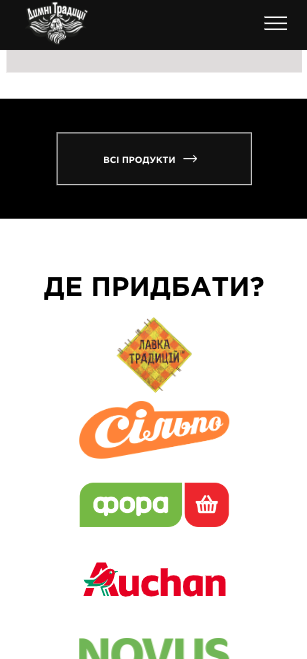 Димні Традиції
ВСІ ПРОДУКТИ
ДЕ ПРИДБАТИ?
ЛАВКА
ТРАДИЦІЙ
Сільпо
фора
Auchan
NOVUS